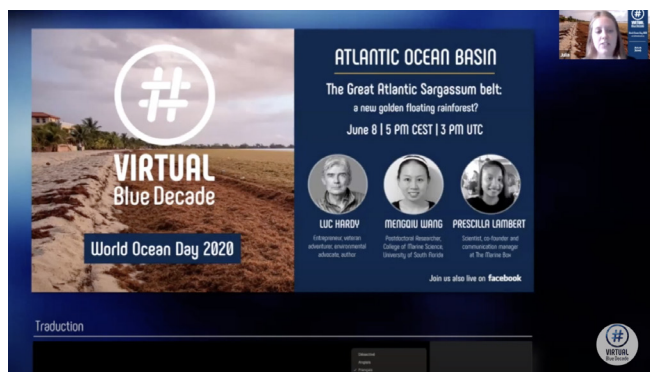 #
VIRTUAL
Blue Decade
World Ocean Day 2020
ATLANTIC OCEAN BASIN
The Great Atlantic Sargassum belt:
a new golden floating rainforest?
June 8 | 5 PM CEST | 3 PM UTC
LUC HARDY
Entrepreneur, veteran
adventurer, environmental
advocate, author
MENGQIU WANG
Postdoctoral Researcher,
College of Marine Science,
University of South Florida
PRESCILLA LAMBERT
Scientist, co-founder and
communication manager
at The Marine Box
Join us also live on facebook
Traduction
Anglais
Français
#
VIRTUAL
Blue Decade